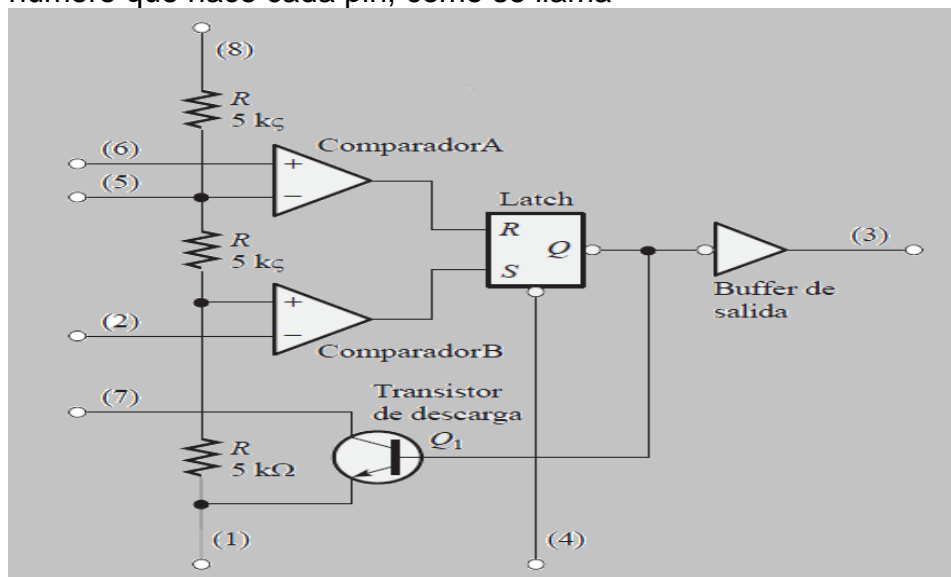 numero que hace cada pin, como se llama
(8)
R
5 kς
(6)
ComparadorA
+
(5)
−
Latch
R
Q
S
(3)
R
5 kς
Buffer de
salida
+
(2)
−
ComparadorB
(7)
Transistor
de descarga
Q1
R
5 kΩ
(1)
(4)